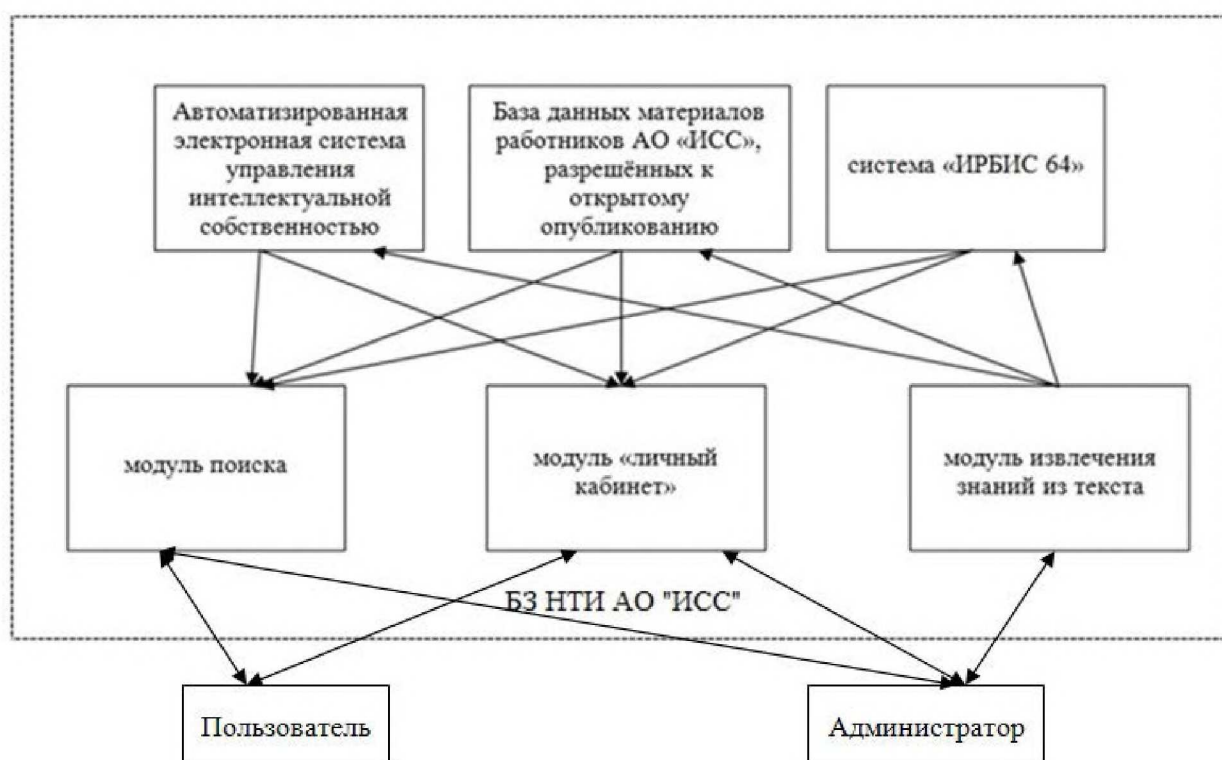 Автоматизированная
электронная система
управления
интеллектуальной
собственностью
База данных материалов
работников АО «ИСС»,
разрешённых к
открытому
опубликованию
система «ИРБИС 64»
модуль поиска
модуль «личный
кабинет»
модуль извлечения
знаний из текста
БЗ НТИ АО "ИСС"
Пользователь
Администратор